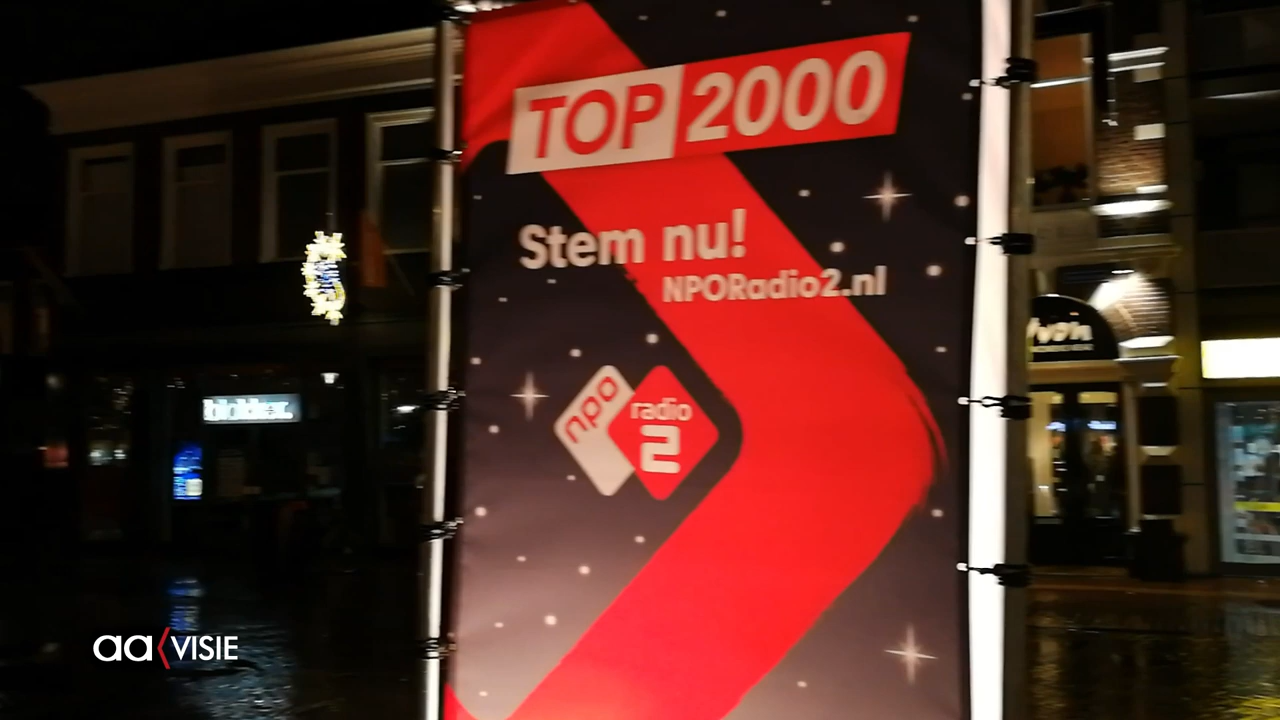 TOP 2000
Stem nu!
NPORadio2.nl
npo radio 2
blokker.
aa VISIE